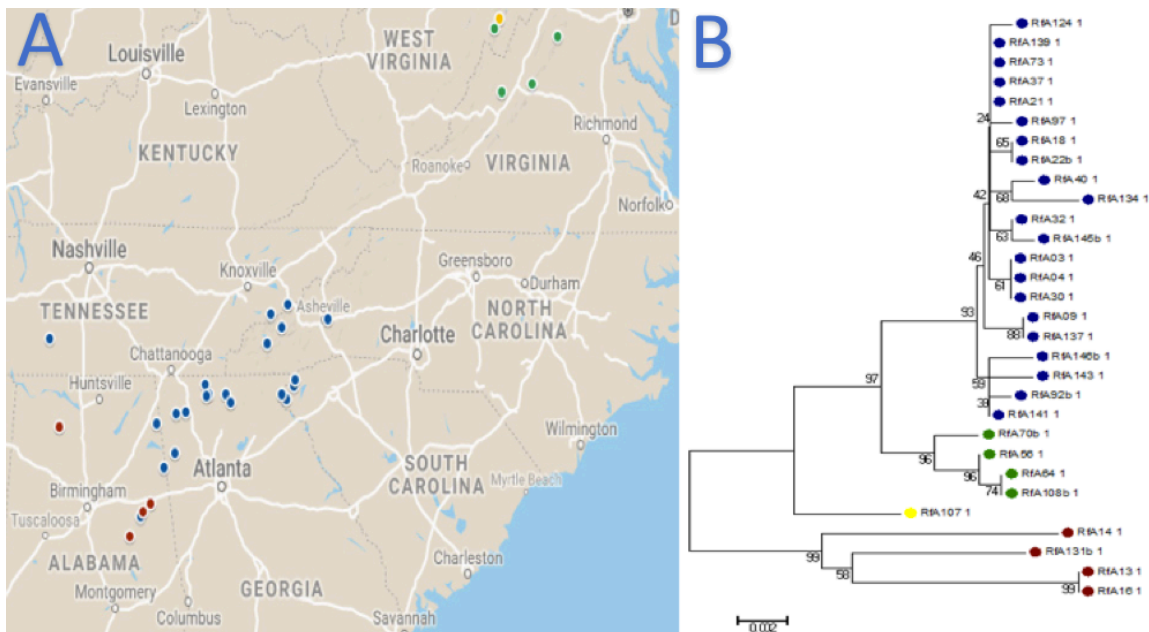 A
WEST
VIRGINIA
Louisville
Evansville
Lexington
Richmond
KENTUCKY
Roanoke
VIRGINIA
Norfolk
Nashville
Greensboro
Knoxville
Durham
Asheville
NORTH
CAROLINA
TENNESSEE
Charlotte
Chattanooga
Huntsville
Wilmington
Atlanta
SOUTH
CAROLINA
Myrtle Beach
Birmingham
Tuscaloosa
ALABAMA
Charleston
GEORGIA
Montgomery
Columbus
Savannah
D
B
RfA124 1
RfA139 1
RfA73 1
RfA37 1
RfA21 1
24
RfA97 1
65
RfA18 1
RfA22b 1
RfA40 1
42
68
RfA134 1
RfA32 1
63
RfA145b 1
46
RfA03 1
RfA04 1
61
RfA30 1
93
RfA09 1
88
RfA137 1
RfA146b 1
59
RfA143 1
RfA92b 1
39
RfA141 1
97
RfA70b 1
96
RfA56 1
96
RfA64 1
74
RfA108b 1
RfA107 1
RfA14 1
99
RfA131b 1
58
RfA13 1
99
RfA16 1
0.002